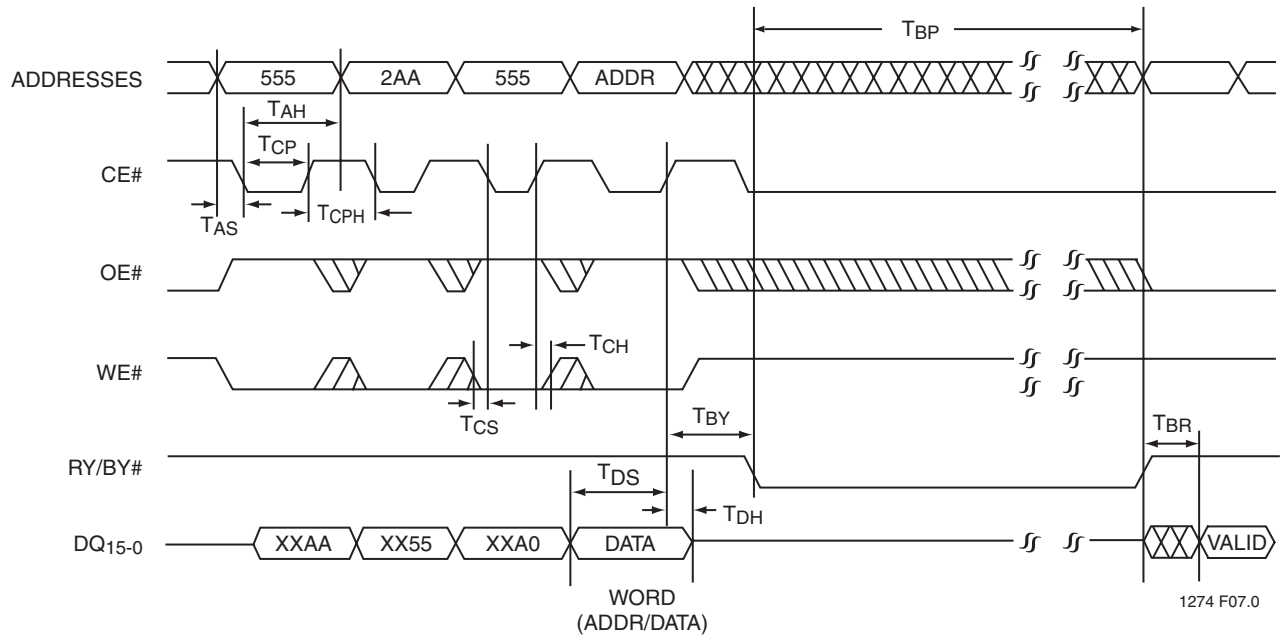 TBP
ADDRESSES 555 2AA 555 ADDR
TAH
TCP
CE#
TAS TCPH
OE#
TCH
WE#
TCS TBY TBR
RY/BY#
TDS
TDH
DQ15-0 XXAA XX55 XXA0 DATA VALID
WORD
(ADDR/DATA)
1274 F07.0